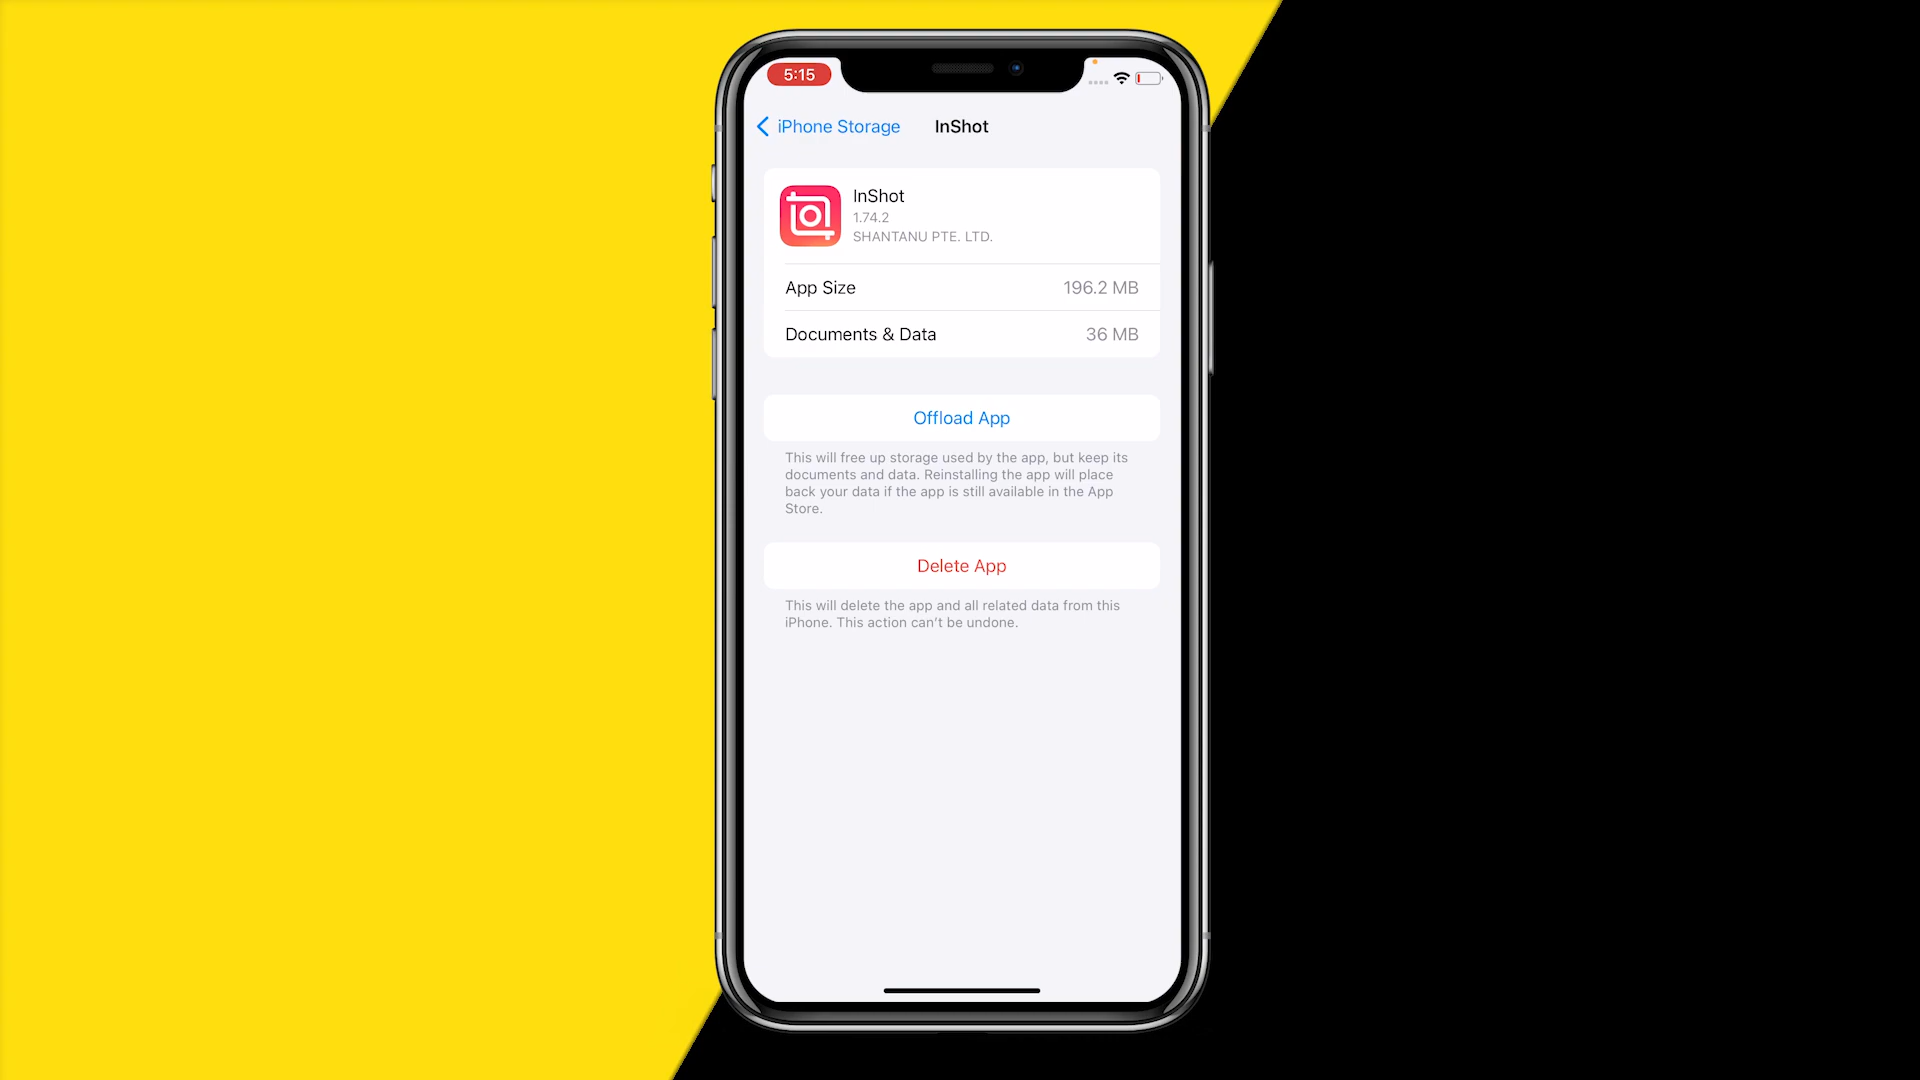 5:15
iPhone Storage
InShot
InShot
1.74.2
SHANTANU PTE. LTD.
App Size
196.2 MB
Documents & Data
36 MB
Offload App
This will free up storage used by the app, but keep its
documents and data. Reinstalling the app will place
back your data if the app is still available in the App
Store.
Delete App
This will delete the app and all related data from this
iPhone. This action can't be undone.